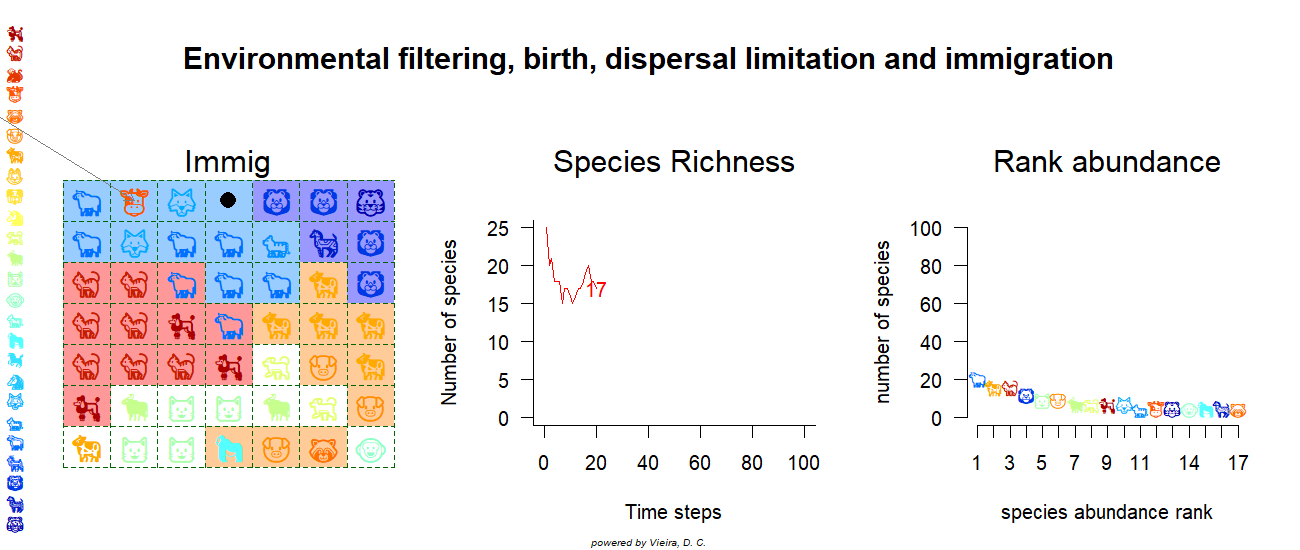 Environmental filtering, birth, dispersal limitation and immigration
Immig
Species Richness
Number of species
25
20
15
10
5
0
17
0 20 40 60 80 100
Time steps
Rank abundance
number of species
100
80
60
40
20
0
1 3 5 7 9 11 14 17
species abundance rank
powered by Vieira, D. C.